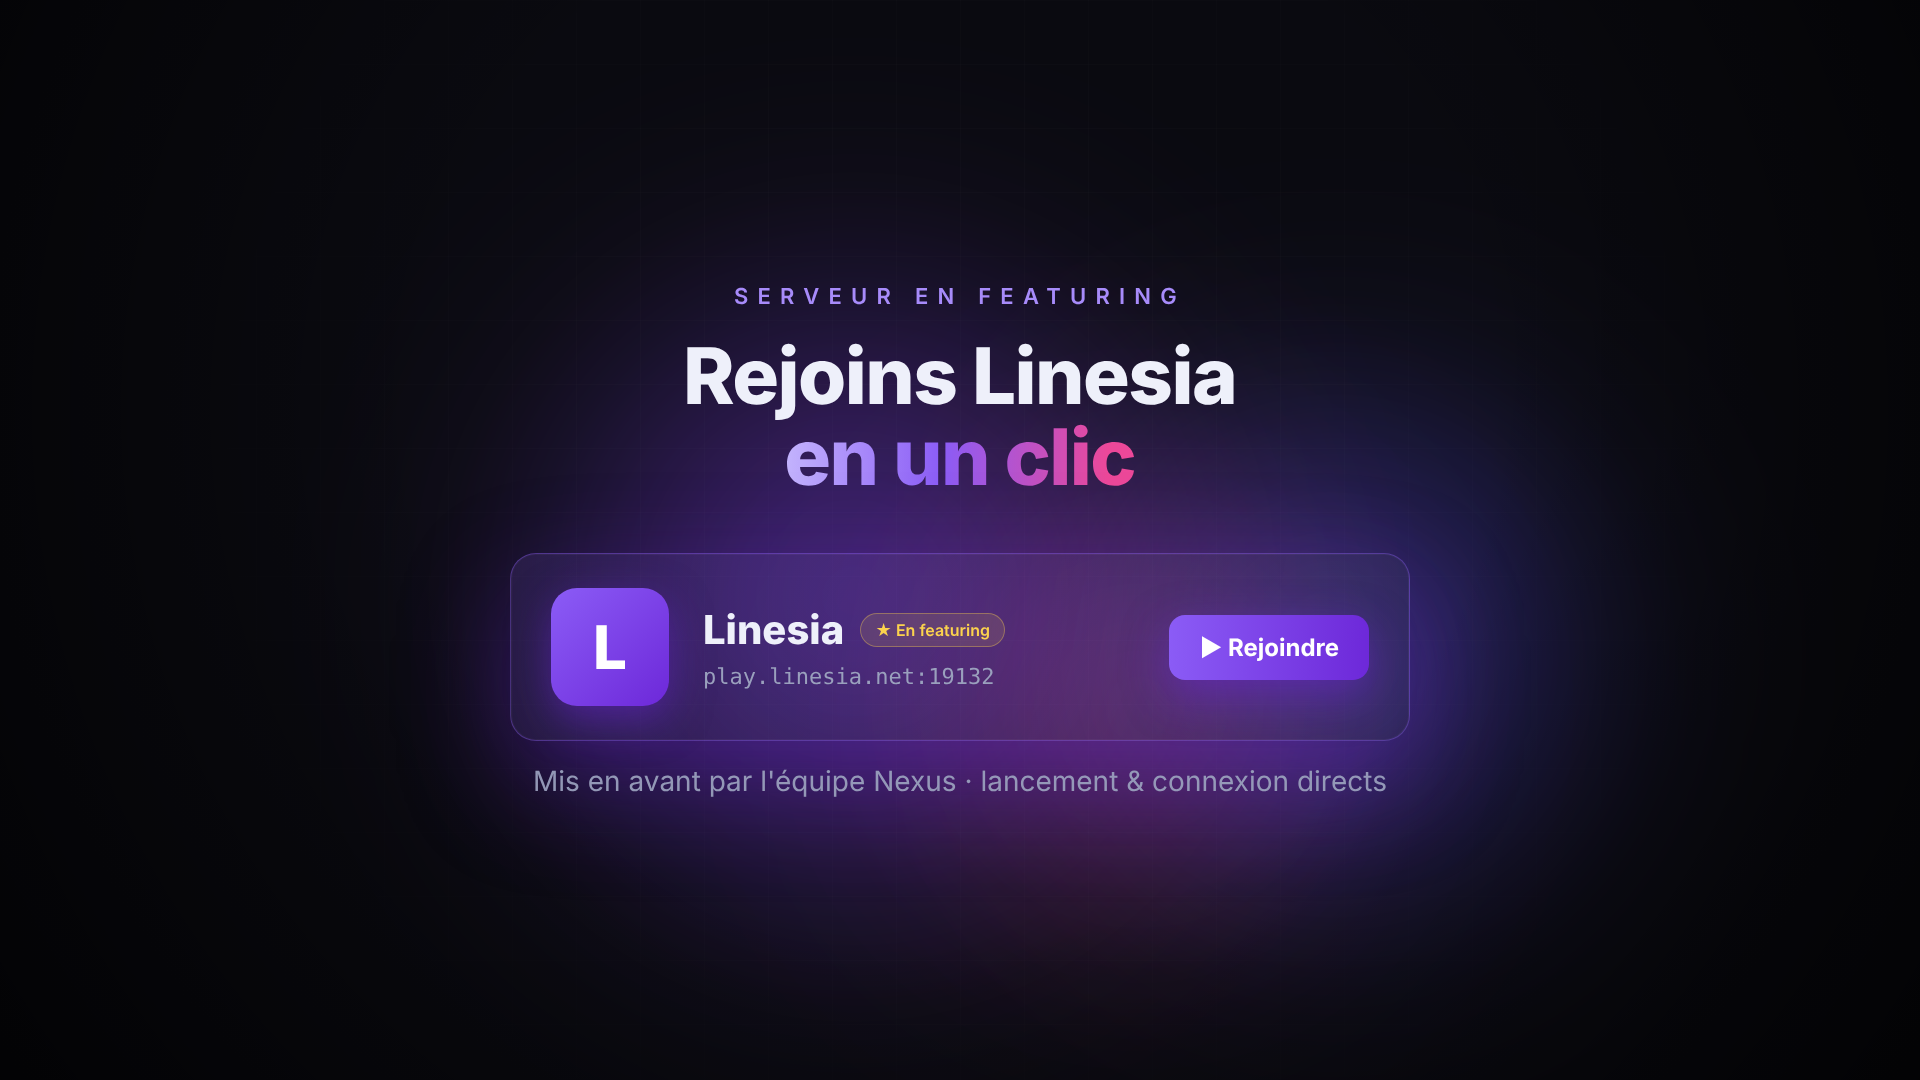 SERVEUR EN FEATURING
Rejoins Linesia
en un clic
L
Linesia ★ En featuring
play.linesia.net:19132
▶ Rejoindre
Mis en avant par l'équipe Nexus · lancement & connexion directs